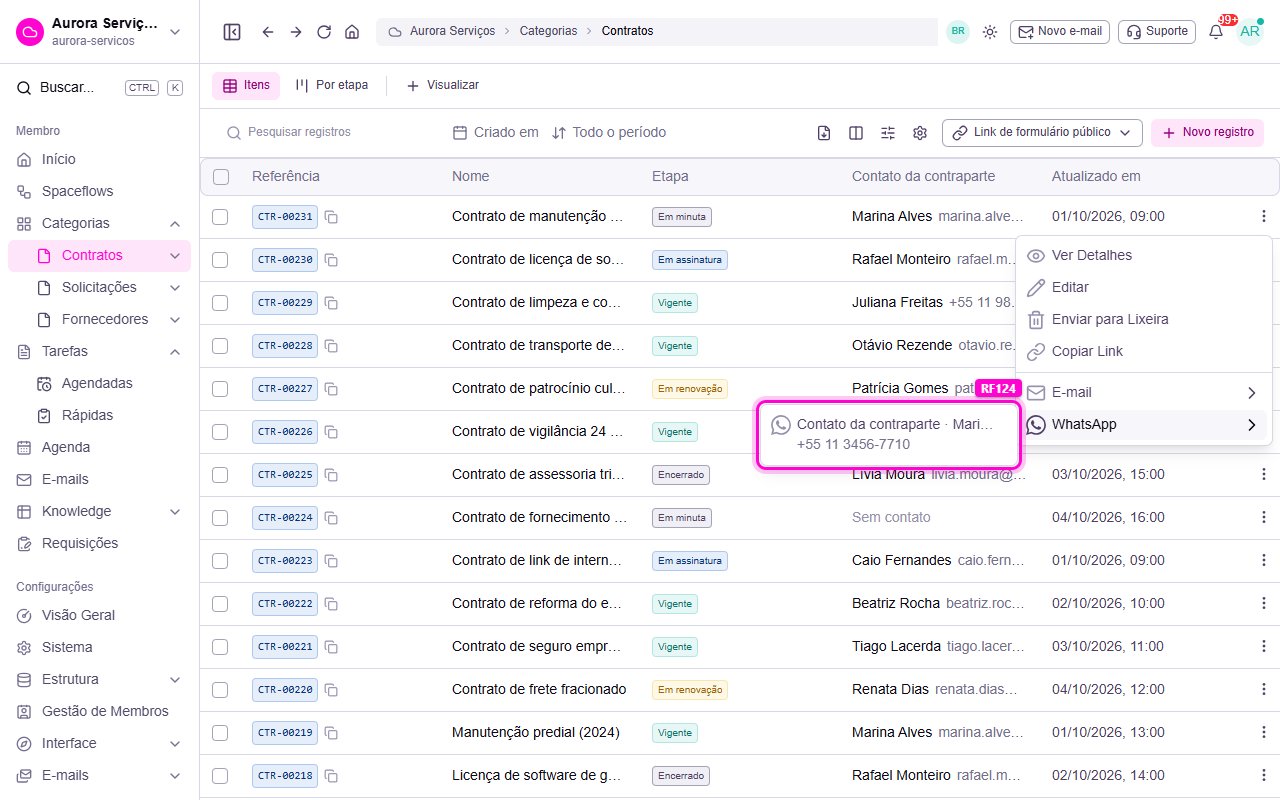 Aurora Serviç...
aurora-servicos
Aurora Serviços
Categorias
Contratos
BR
Novo e-mail
Suporte
99+
AR
Buscar...
CTRL
K
Membro
Início
Spaceflows
Categorias
Contratos
Solicitações
Fornecedores
Tarefas
Agendadas
Rápidas
Agenda
E-mails
Knowledge
Requisições
Configurações
Visão Geral
Sistema
Estrutura
Gestão de Membros
Interface
E-mails
Itens
Por etapa
Visualizar
Pesquisar registros
Criado em
Todo o período
Link de formulário público
Novo registro
Referência Nome Etapa Contato da contraparte Atualizado em
CTR-00231 Contrato de manutenção ... Em minuta Marina Alves marina.alve... 01/10/2026, 09:00
CTR-00230 Contrato de licença de so... Em assinatura Rafael Monteiro rafael.m...
CTR-00229 Contrato de limpeza e co... Vigente Juliana Freitas +55 11 98.
CTR-00228 Contrato de transporte de... Vigente Otávio Rezende otavio.re.
CTR-00227 Contrato de patrocínio cul... Em renovação Patrícia Gomes pat
CTR-00226 Contrato de vigilância 24 ... Vigente
CTR-00225 Contrato de assessoria tri... Encerrado Lívia Moura livia.moura@... 03/10/2026, 15:00
CTR-00224 Contrato de fornecimento ... Em minuta Sem contato 04/10/2026, 16:00
CTR-00223 Contrato de link de intern... Em assinatura Caio Fernandes caio.fern... 01/10/2026, 09:00
CTR-00222 Contrato de reforma do e... Vigente Beatriz Rocha beatriz.roc... 02/10/2026, 10:00
CTR-00221 Contrato de seguro empr... Vigente Tiago Lacerda tiago.lacer... 03/10/2026, 11:00
CTR-00220 Contrato de frete fracionado Em renovação Renata Dias renata.dias... 04/10/2026, 12:00
CTR-00219 Manutenção predial (2024) Vigente Marina Alves marina.alve... 01/10/2026, 13:00
CTR-00218 Licença de software de g... Encerrado Rafael Monteiro rafael.m... 02/10/2026, 14:00
Ver Detalhes
Editar
Enviar para Lixeira
Copiar Link
E-mail
WhatsApp
RF124
Contato da contraparte · Mari...
+55 11 3456-7710